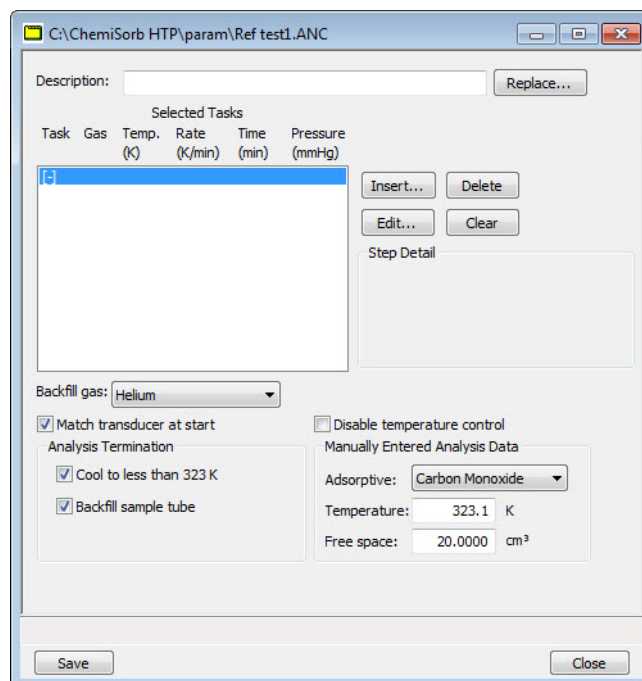 C:\ChemiSorb HTP\param\Ref test1.ANC
Description:
Replace...
Selected Tasks
Task Gas Temp. Rate Time Pressure
(K) (K/min) (min) (mmHg)
[-]
Insert... Delete
Edit... Clear
Step Detail
Backfill gas: Helium
Match transducer at start Disable temperature control
Analysis Termination Manually Entered Analysis Data
Cool to less than 323 K Adsorptive: Carbon Monoxide
Backfill sample tube Temperature: 323.1 K
Free space: 20.0000 cm³
Save Close